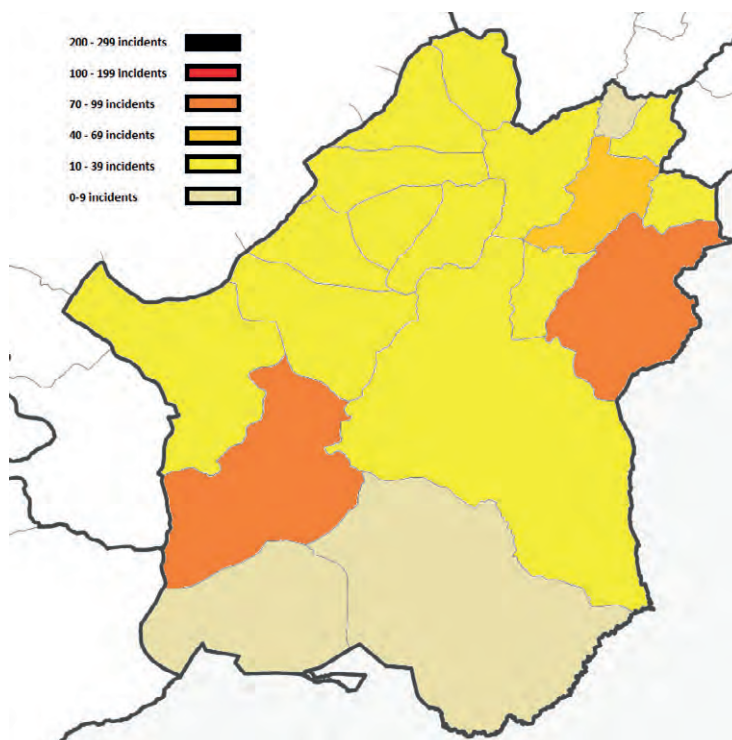 200 - 299 incidents
100 - 199 incidents
70 - 99 incidents
40 - 69 incidents
10 - 39 incidents
0-9 incidents